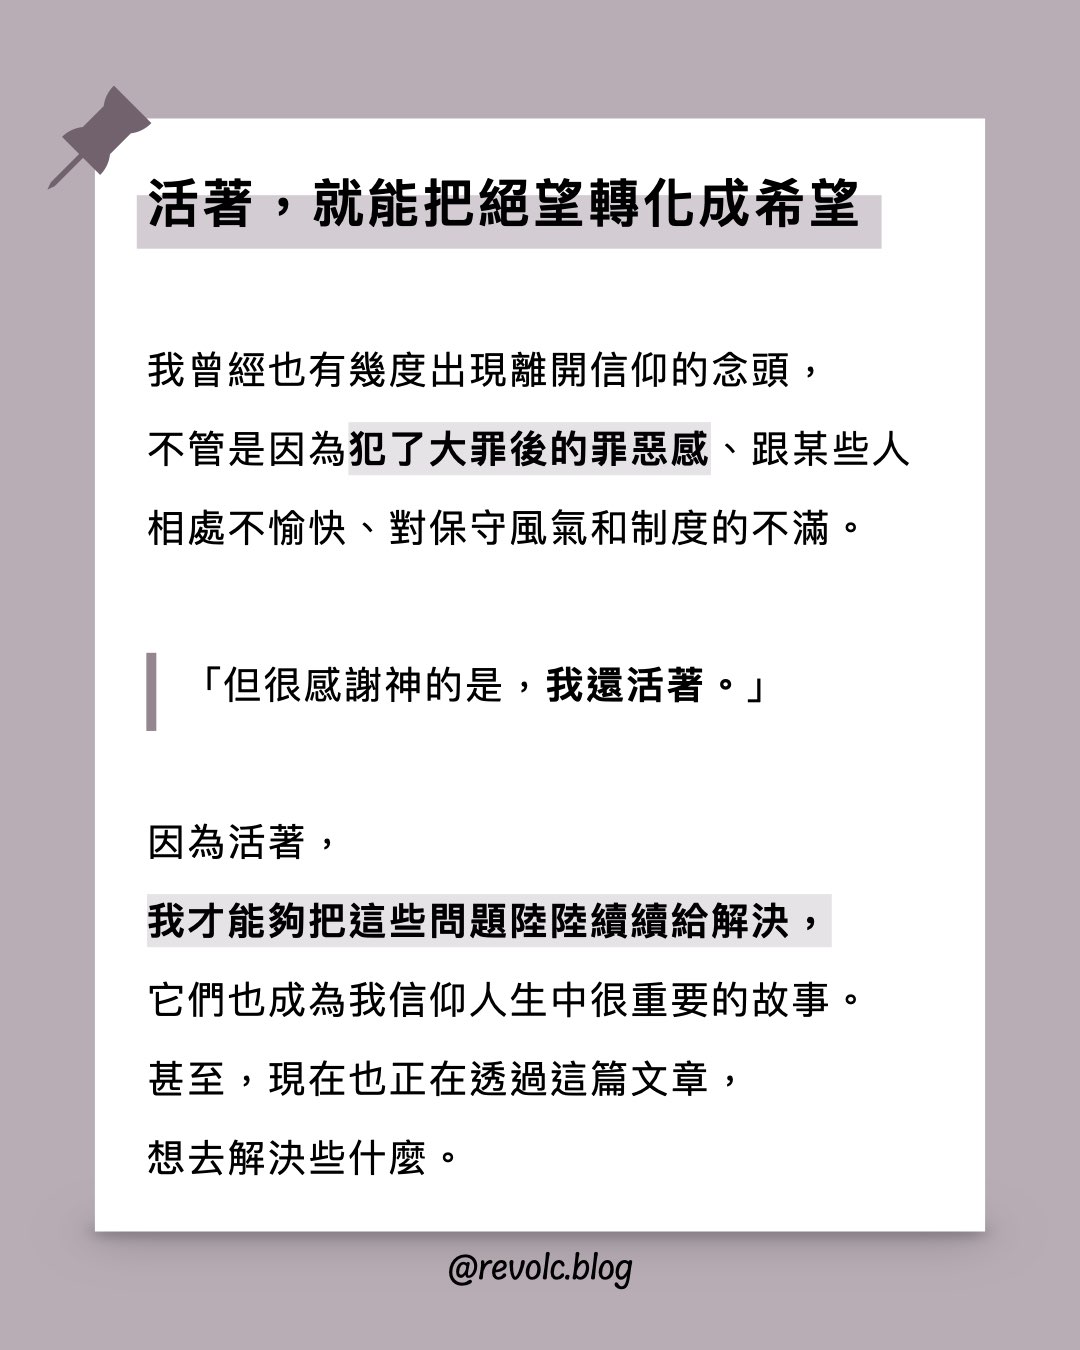 活著，就能把絕望轉化成希望
我曾經也有幾度出現離開信仰的念頭，
不管是因為犯了大罪後的罪惡感、跟某些人
相處不愉快、對保守風氣和制度的不滿。
「但很感謝神的是，我還活著。」
因為活著，
我才能夠把這些問題陸陸續續給解決，
它們也成為我信仰人生中很重要的故事。
甚至，現在也正在透過這篇文章，
想去解決些什麼。
@revolc.blog